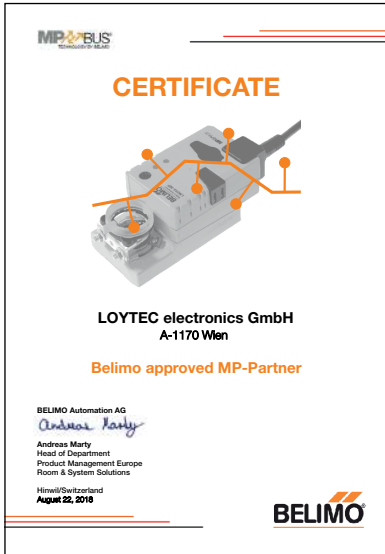 MP BUS®
TECHNOLOGY BY BELIMO
CERTIFICATE
BELIMO
LOYTEC electronics GmbH
A-1170 Wien
Belimo approved MP-Partner
BELIMO Automation AG
Andreas Marty
Andreas Marty
Head of Department
Product Management Europe
Room & System Solutions
Hinwil/Switzerland
August 22, 2018
BELIMO®